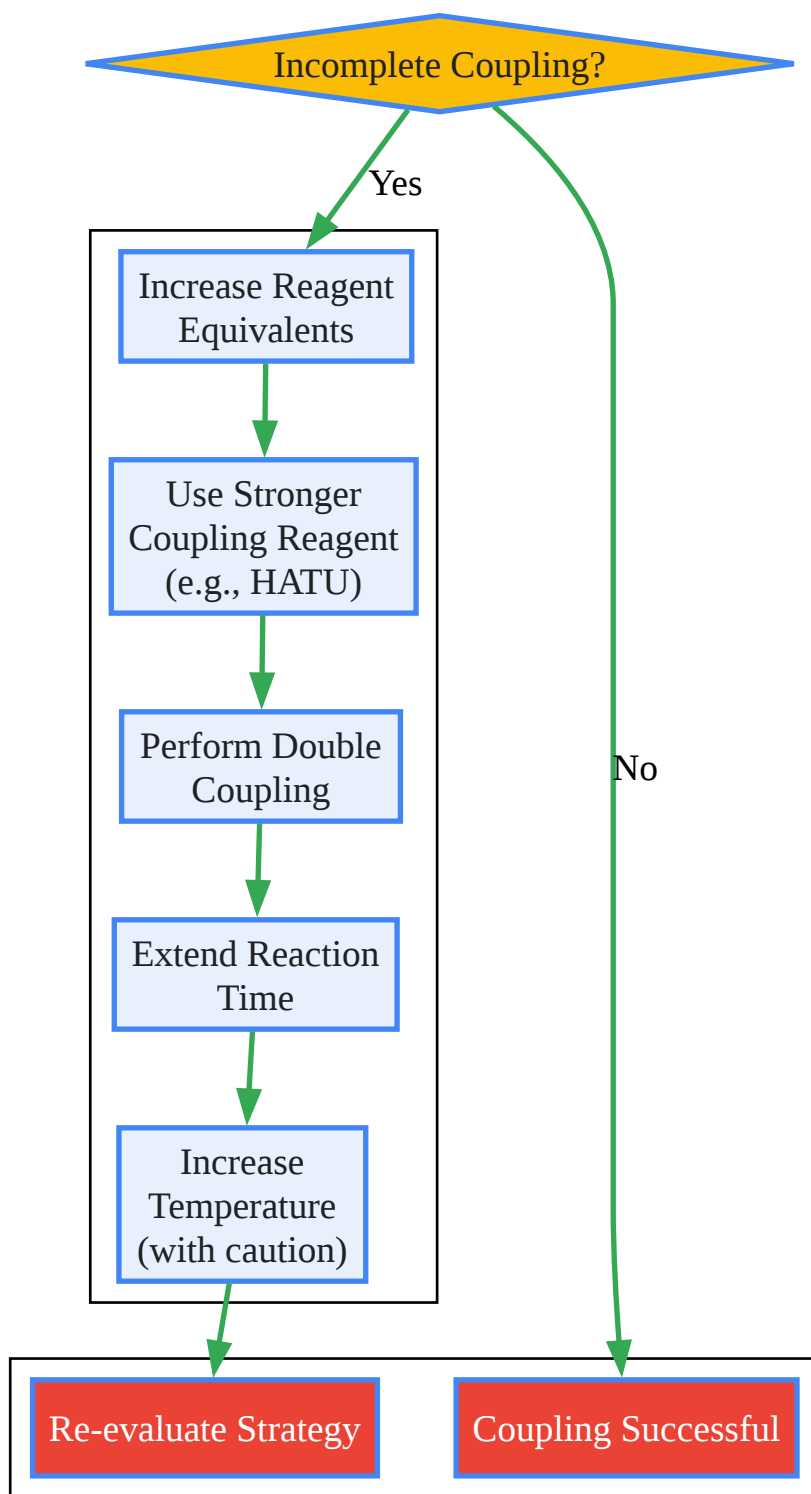 Incomplete Coupling?
Yes
Increase Reagent
Equivalents
Use Stronger
Coupling Reagent
(e.g., HATU)
Perform Double
Coupling
No
Extend Reaction
Time
Increase
Temperature
(with caution)
Re-evaluate Strategy
Coupling Successful